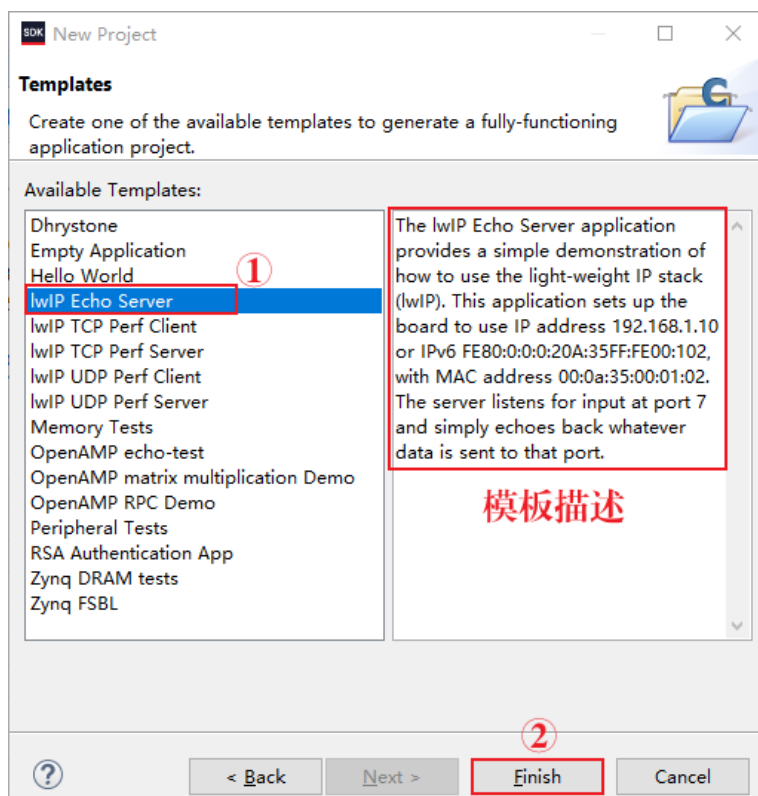 SDK New Project
Templates
Create one of the available templates to generate a fully-functioning
application project.
Available Templates:
Dhrystone
Empty Application
Hello World
①
lwIP Echo Server
lwIP TCP Perf Client
lwIP TCP Perf Server
lwIP UDP Perf Client
lwIP UDP Perf Server
Memory Tests
OpenAMP echo-test
OpenAMP matrix multiplication Demo
OpenAMP RPC Demo
Peripheral Tests
RSA Authentication App
Zynq DRAM tests
Zynq FSBL
The lwIP Echo Server application
provides a simple demonstration of
how to use the light-weight IP stack
(lwIP). This application sets up the
board to use IP address 192.168.1.10
or IPv6 FE80:0:0:0:20A:35FF:FE00:102,
with MAC address 00:0a:35:00:01:02.
The server listens for input at port 7
and simply echoes back whatever
data is sent to that port.
模板描述
②
? < Back Next > Finish Cancel